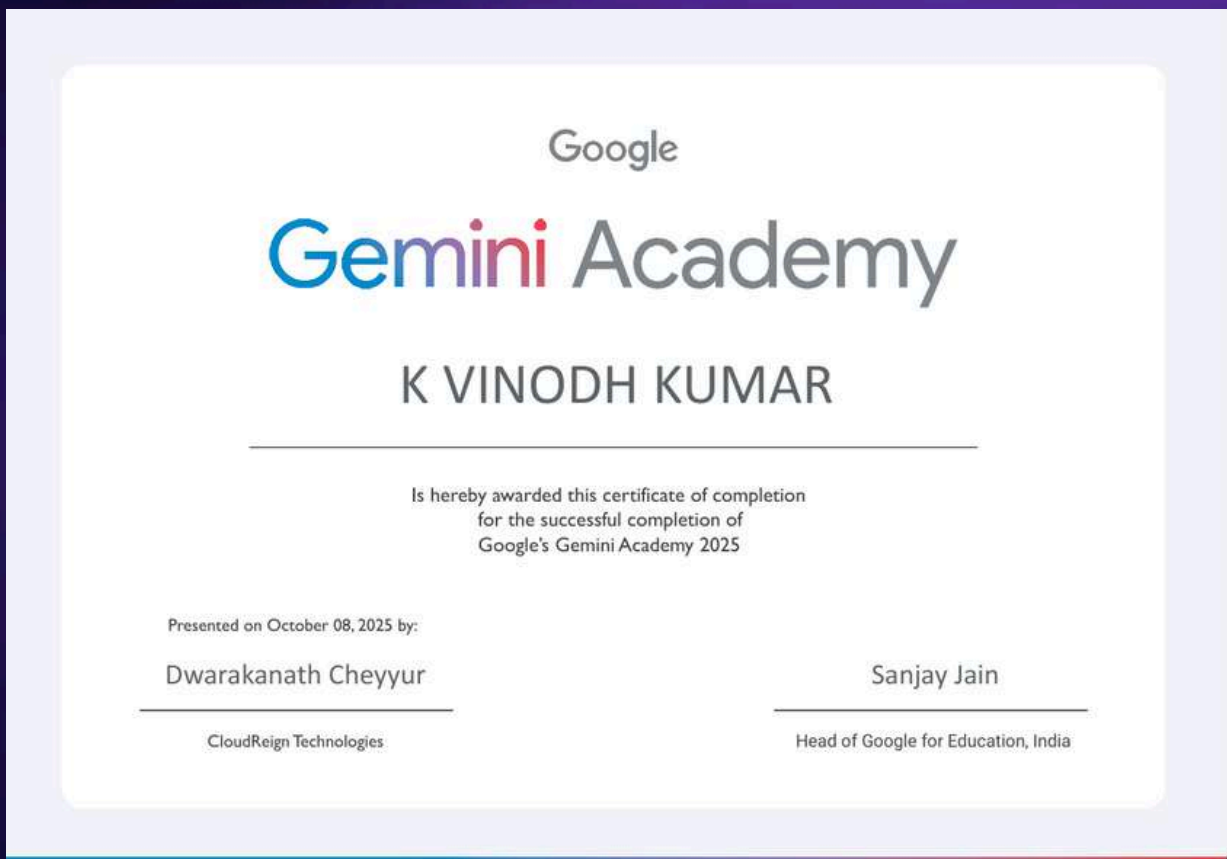 Google
Gemini Academy
K VINODH KUMAR
Is hereby awarded this certificate of completion
for the successful completion of
Google's Gemini Academy 2025
Presented on October 08, 2025 by:
Dwarakanath Cheyyur
CloudReign Technologies
Sanjay Jain
Head of Google for Education, India